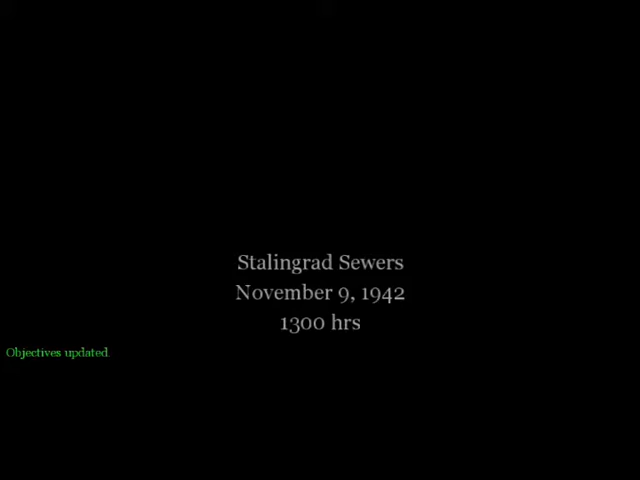 Stalingrad Sewers
November 9, 1942
1300 hrs
Objectives updated.